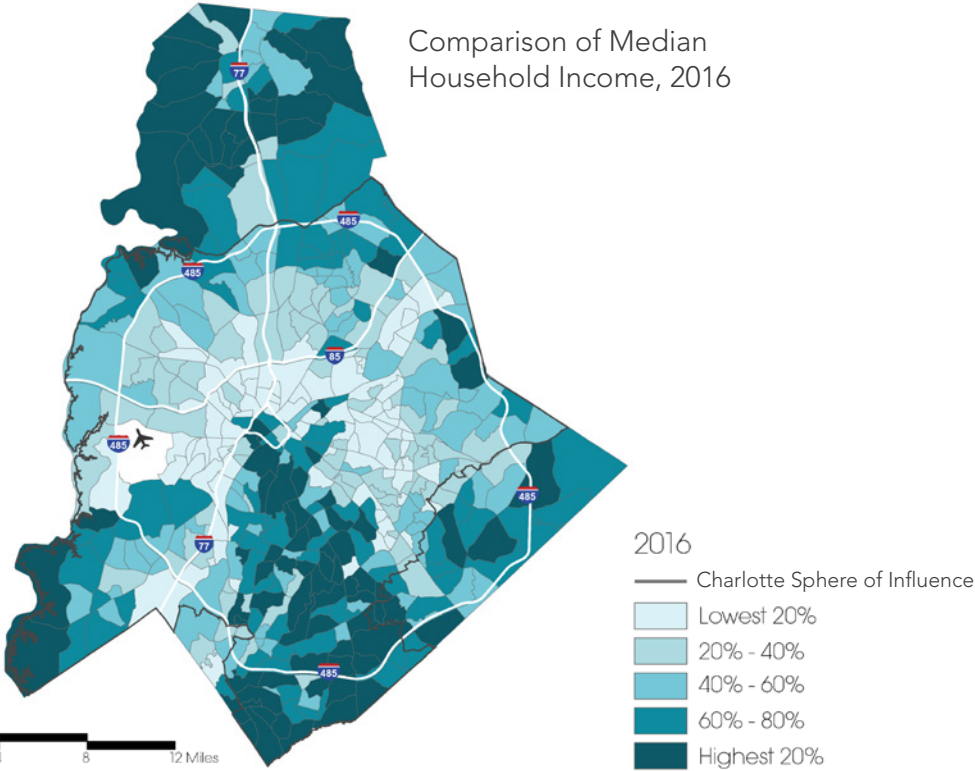 Comparison of Median
Household Income, 2016
77
485
485
85
485
485
77
485
2016
Charlotte Sphere of Influence
Lowest 20%
20% - 40%
40% - 60%
60% - 80%
Highest 20%
8
12 Miles